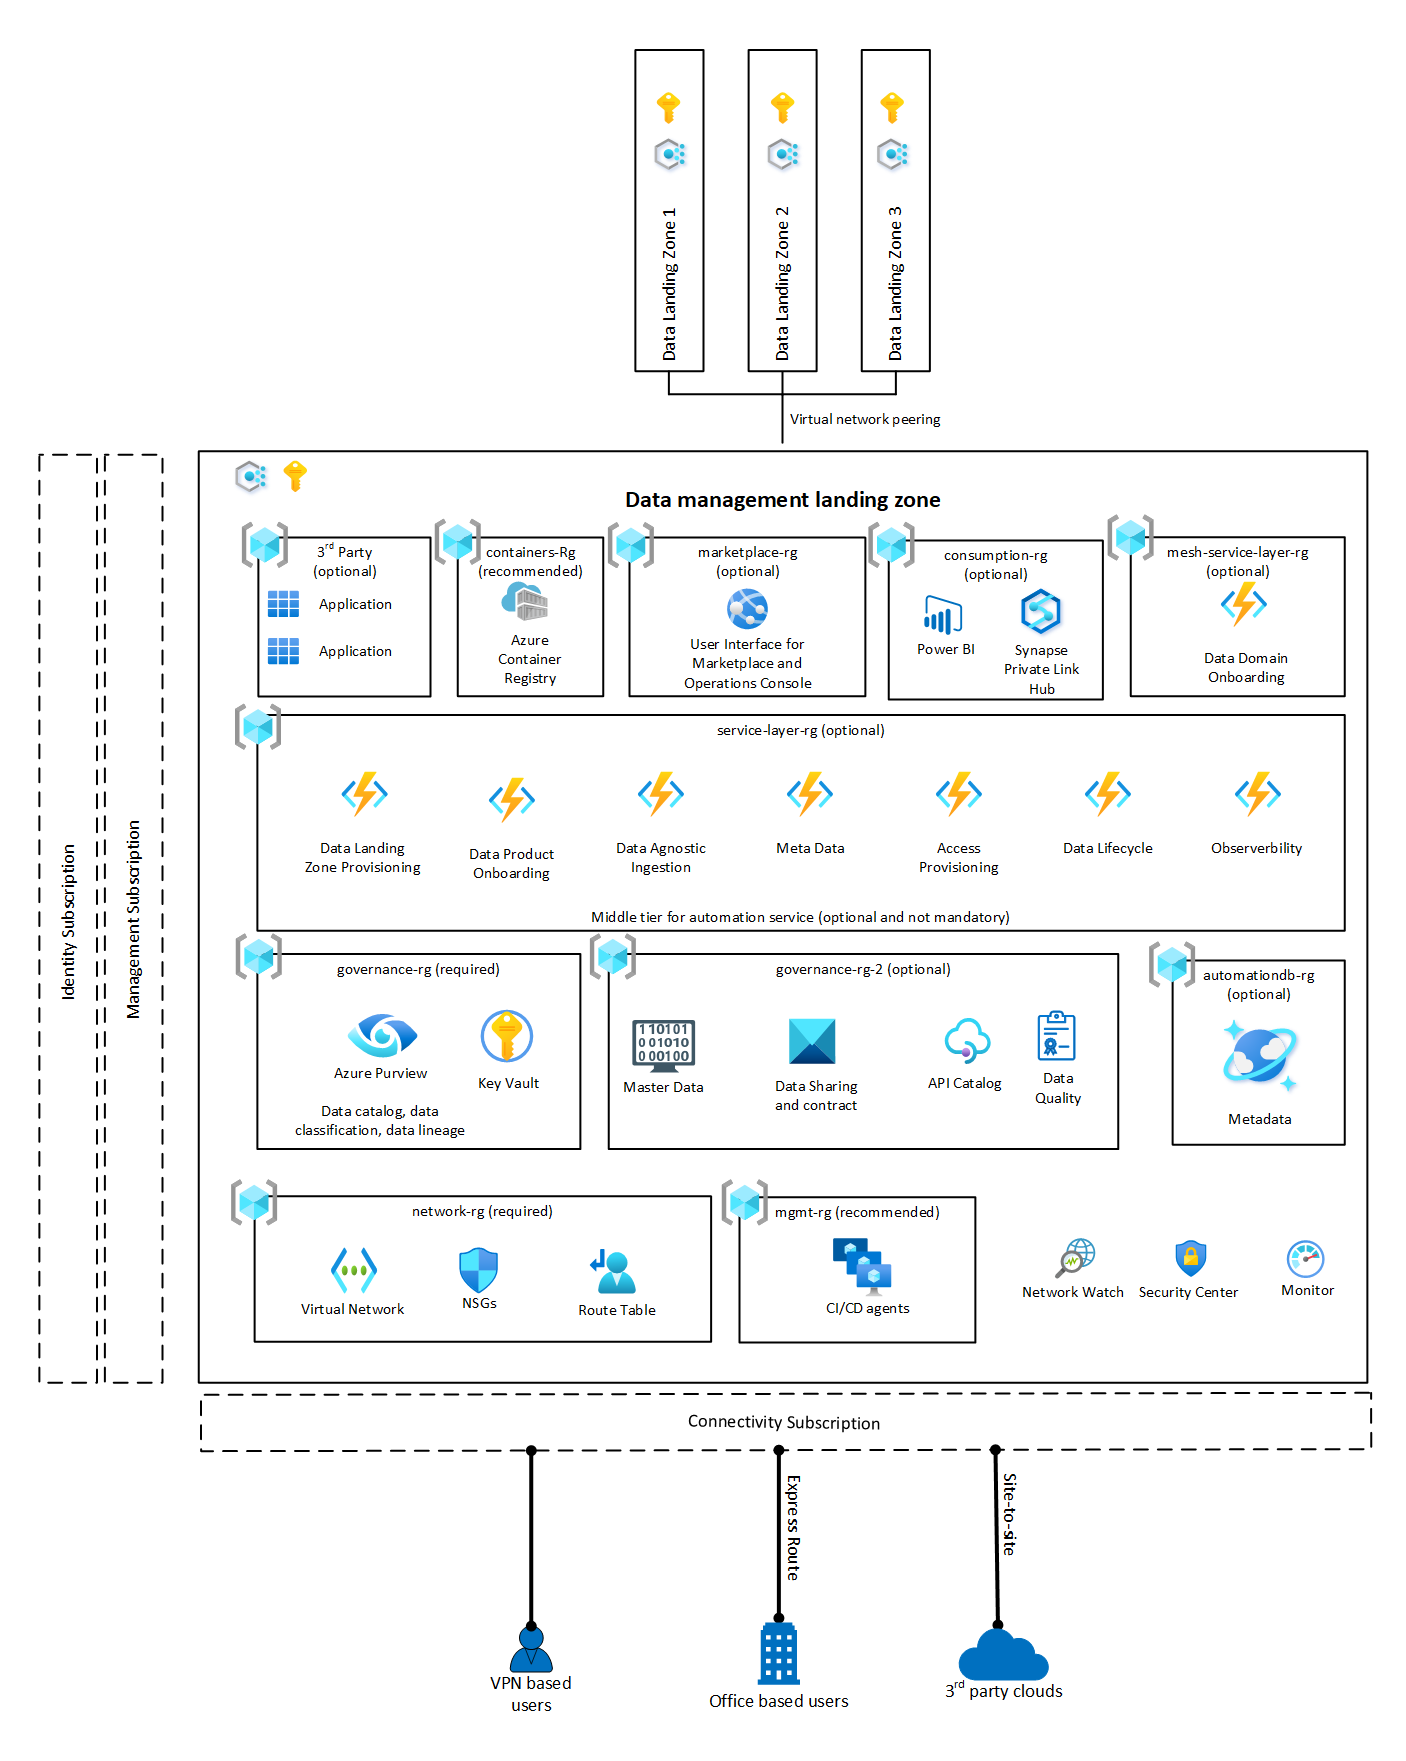 Data Landing Zone 1
Data Landing Zone 2
Data Landing Zone 3
Virtual network peering
Identity Subscription
Management Subscription
Data management landing zone
3rd Party
(optional)
Application
Application
containers-Rg
(recommended)
Azure
Container
Registry
marketplace-rg
(optional)
User Interface for
Marketplace and
Operations Console
consumption-rg
(optional)
Power BI
Synapse
Private Link
Hub
mesh-service-layer-rg
(optional)
Data Domain
Onboarding
service-layer-rg (optional)
Data Landing
Zone Provisioning
Data Product
Onboarding
Data Agnostic
Ingestion
Meta Data
Access
Provisioning
Data Lifecycle
Observerbility
Middle tier for automation service (optional and not mandatory)
governance-rg (required)
Azure Purview
Key Vault
Data catalog, data
classification, data lineage
governance-rg-2 (optional)
110101
001010
000100
Master Data
Data Sharing
and contract
API Catalog
Data
Quality
automationdb-rg
(optional)
Metadata
network-rg (required)
Virtual Network
NSGs
Route Table
mgmt-rg (recommended)
CI/CD agents
Network Watch
Security Center
Monitor
Connectivity Subscription
Express Route
Site-to-site
VPN based
users
Office based users
3rd party clouds